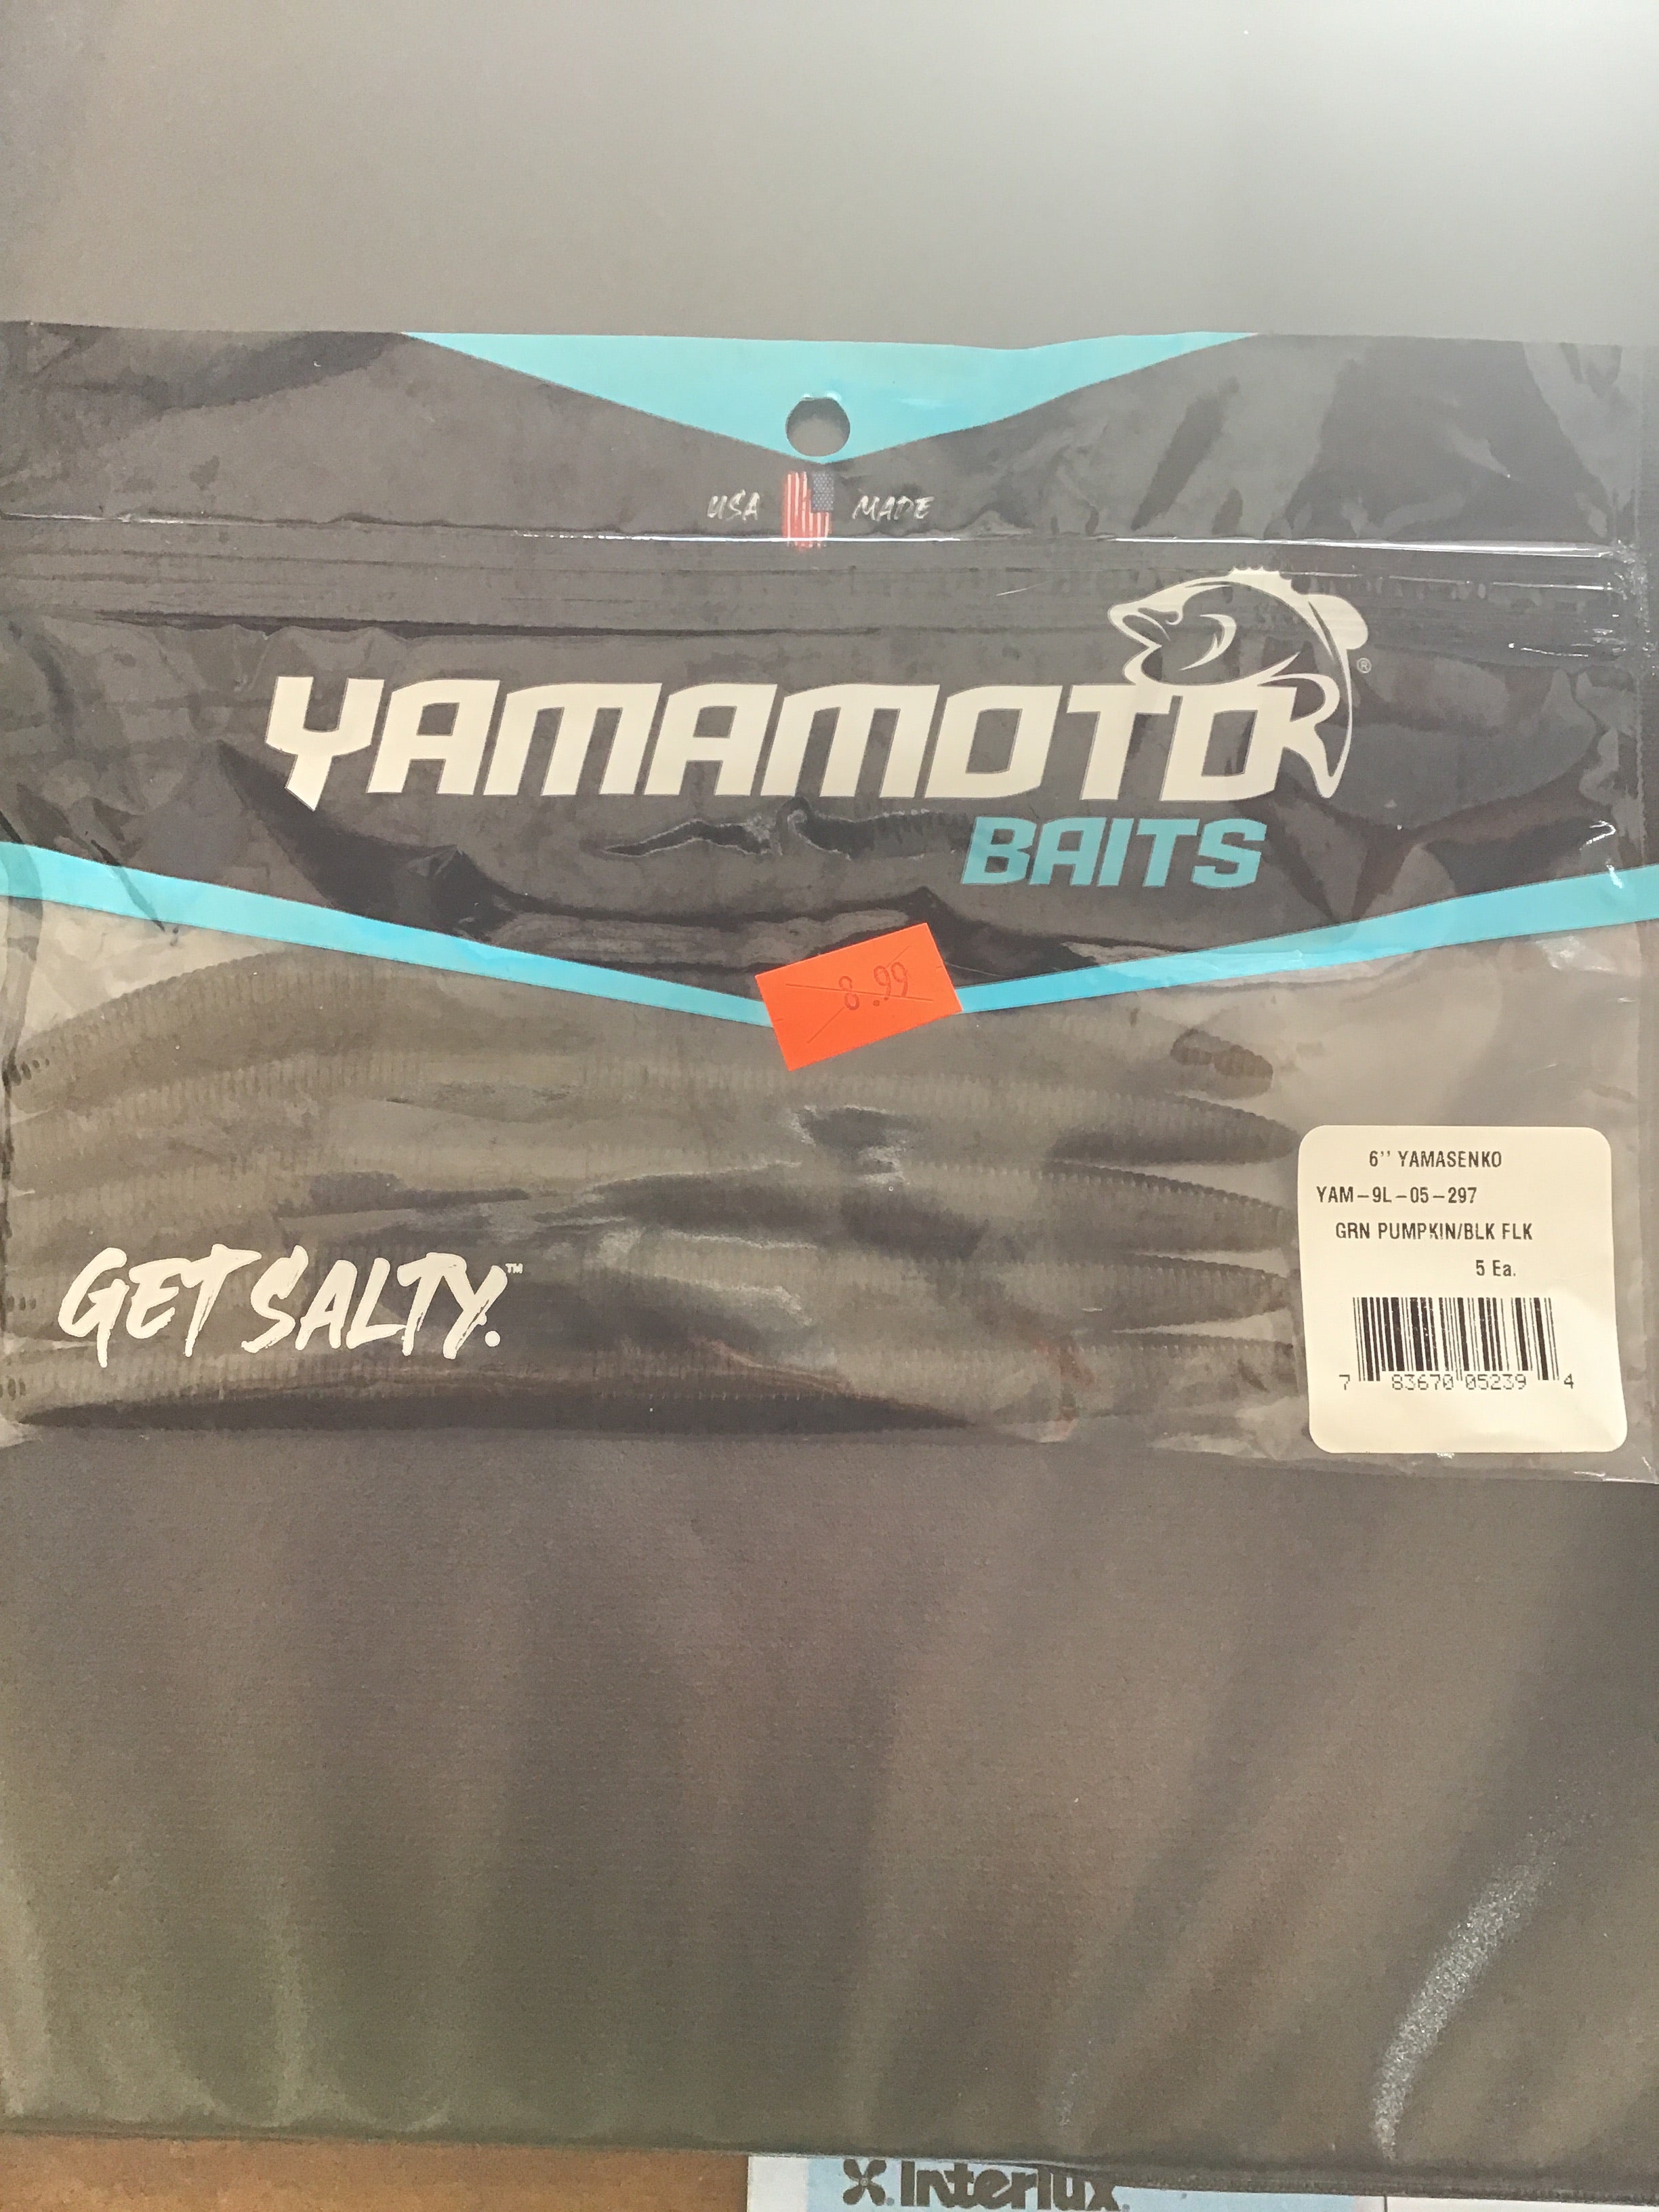 USA MADE
YAMAMOTO®
BAITS
8.99
6'' YAMASENKO
YAM-9L-05-297
GRN PUMPKIN/BLK FLK
5 Ea.
GET SALTY.™
7 83670 05239 4
Interlux.